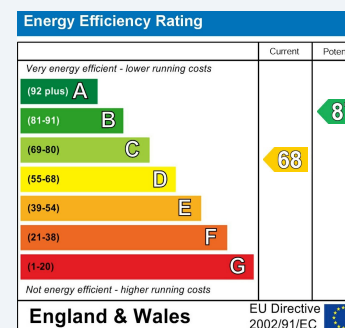 Energy Efficiency Rating
Current
Very energy efficient - lower running costs
(92 plus) A
(81-91) B
(69-80) C
68
(55-68) D
(39-54) E
(21-38) F
(1-20) G
Not energy efficient - higher running costs
England & Wales
EU Directive
2002/91/EC